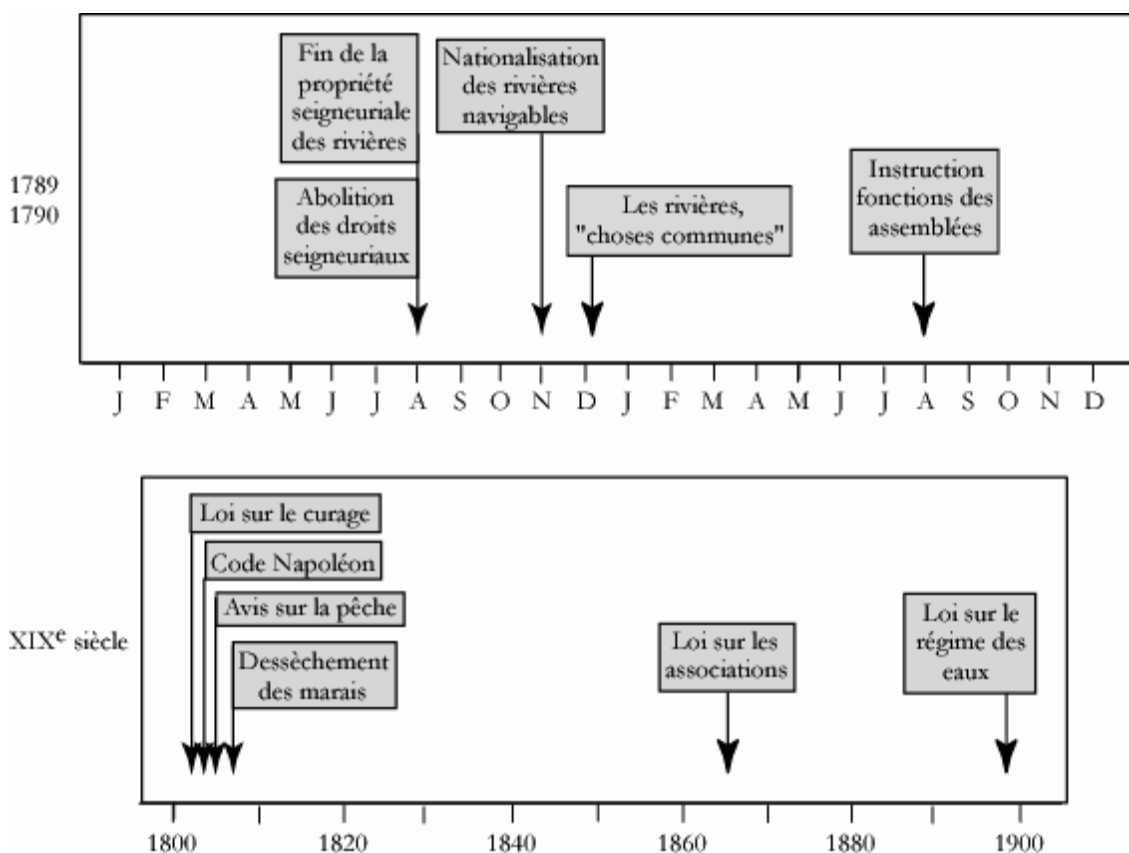 Fin de la
propriété
seigneuriale
des rivières
Nationalisation
des rivières
navigables
1789
1790
Abolition
des droits
seigneuriaux
Les rivières,
"choses communes"
Instruction
fonctions des
assemblées
J F M A M J J A S O N D J F M A M J J A S O N D
Loi sur le curage
Code Napoléon
Avis sur la pêche
Dessèchement
des marais
XIXe siècle
Loi sur les
associations
Loi sur le
régime des
eaux
1800 1820 1840 1860 1880 1900